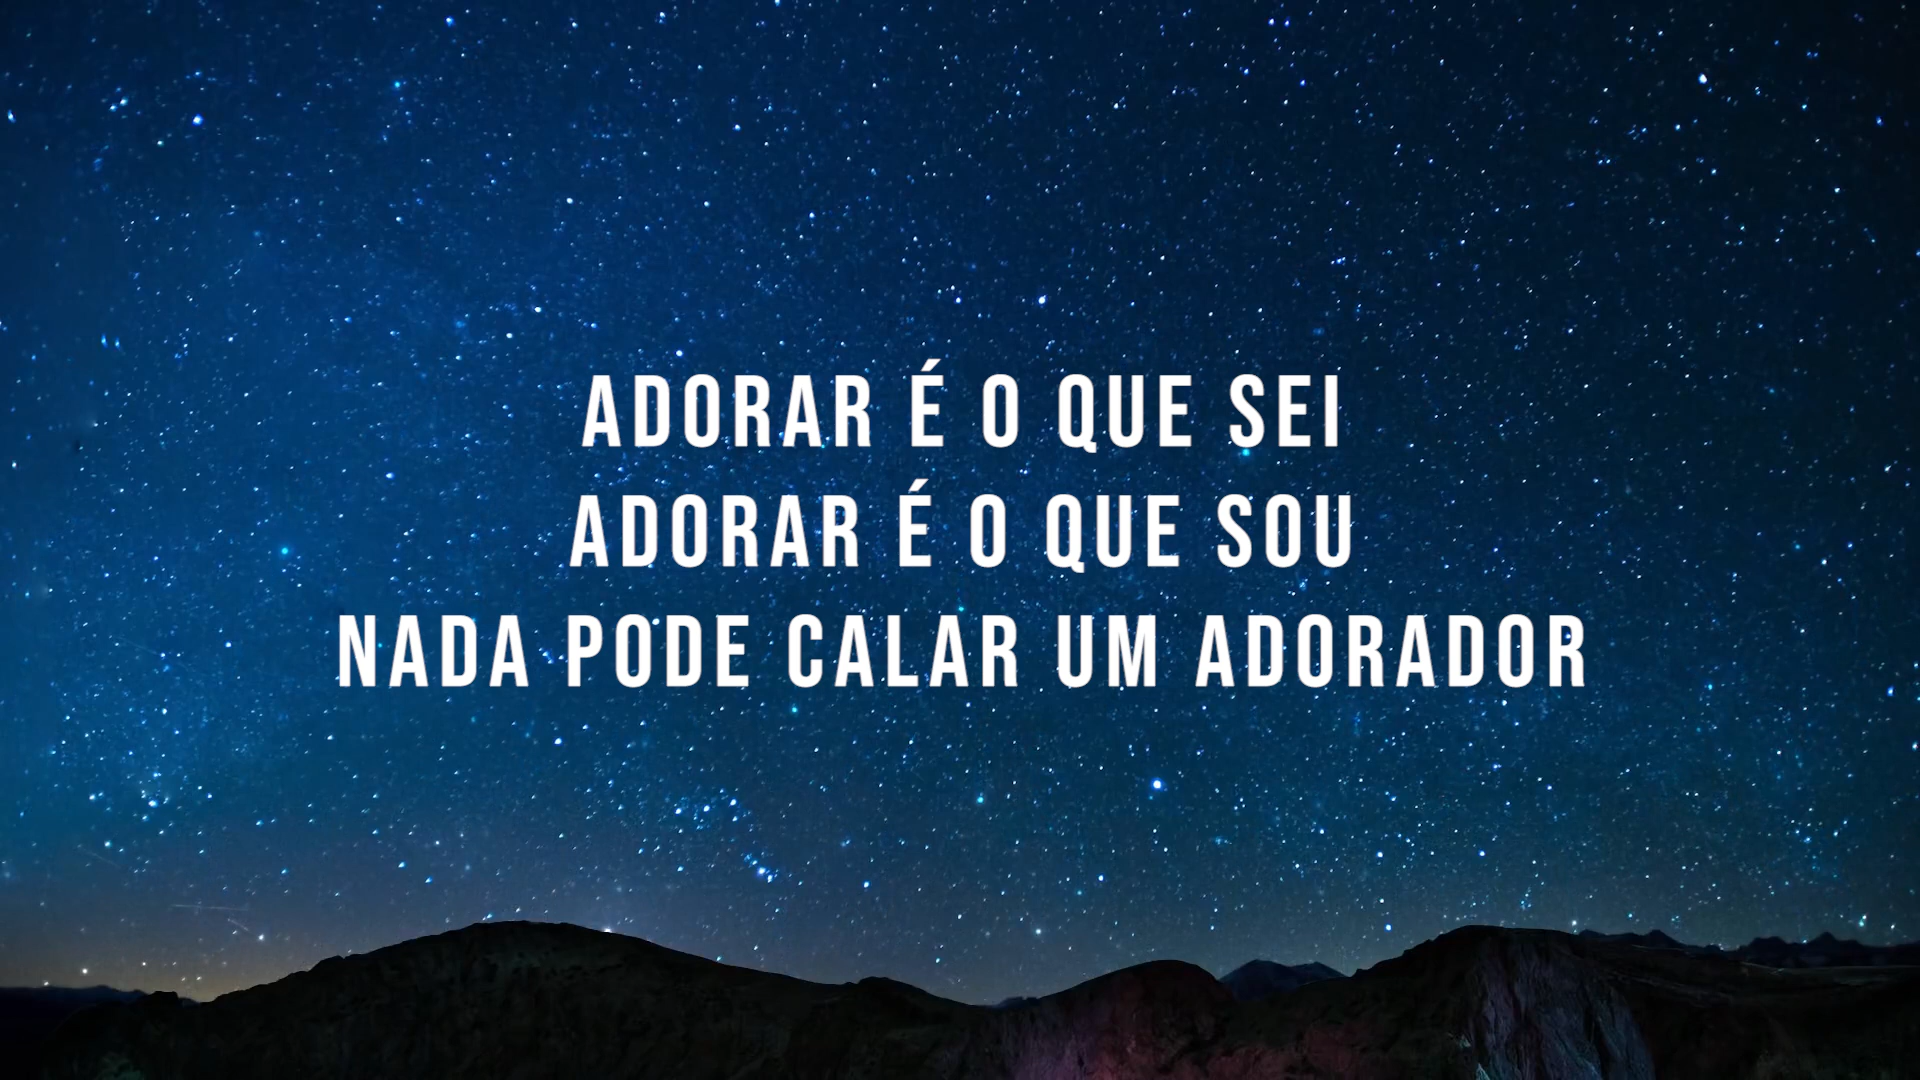 ADORAR É O QUE SEI
ADORAR É O QUE SOU
NADA PODE CALAR UM ADORADOR